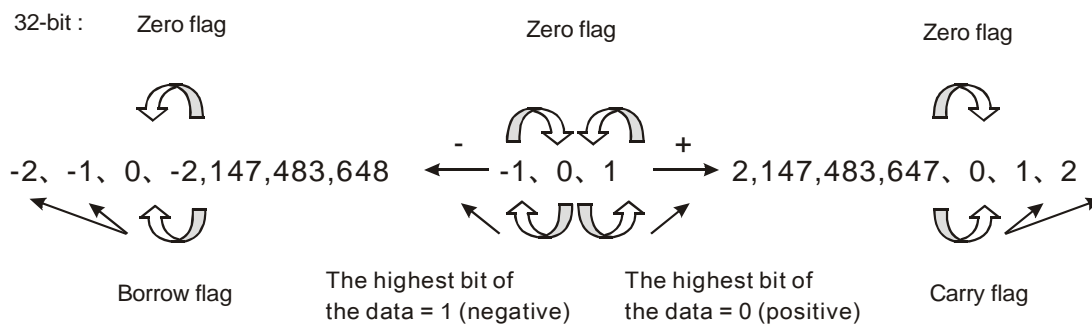 32-bit : Zero flag Zero flag Zero flag
- +
-2、-1、0、-2,147,483,648 -1、0、1 2,147,483,647、0、1、2
The highest bit of The highest bit of
Borrow flag the data = 1 (negative) the data = 0 (positive) Carry flag